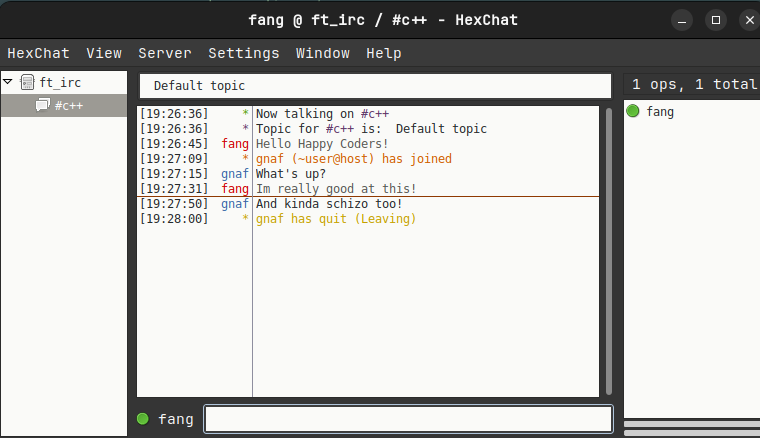 fang @ ft_irc / #c++ - HexChat
HexChat View Server Settings Window Help
ft_irc
#c++
Default topic
[19:26:36] * Now talking on #c++
[19:26:36] * Topic for #c++ is: Default topic
[19:26:45] fang Hello Happy Coders!
[19:27:09] * gnaf (~user@host) has joined
[19:27:15] gnaf What's up?
[19:27:31] fang Im really good at this!
[19:27:50] gnaf And kinda schizo too!
[19:28:00] * gnaf has quit (Leaving)
fang
1 ops, 1 total
fang